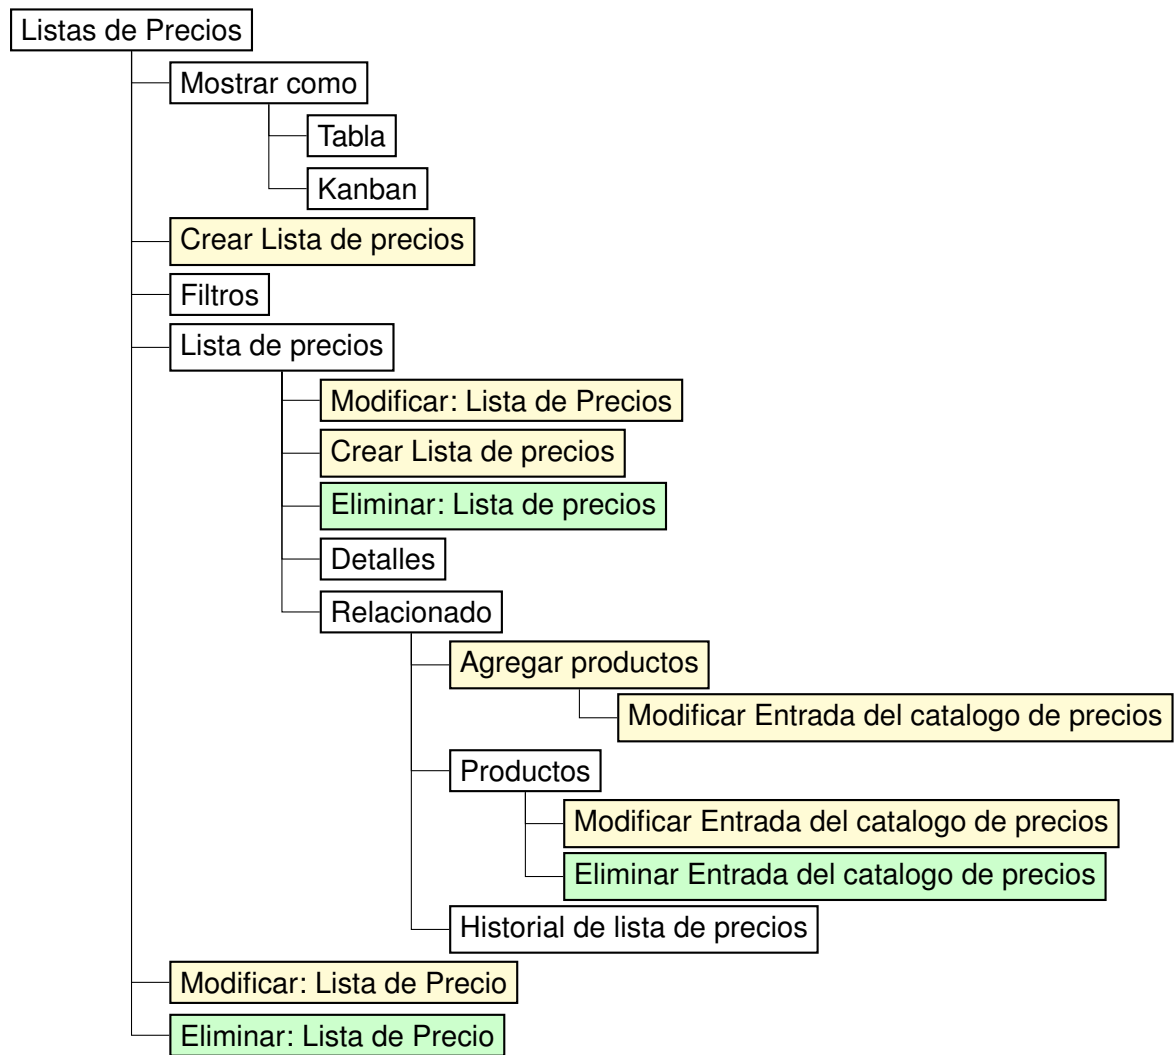 Listas de Precios
Mostrar como
Tabla
Kanban
Crear Lista de precios
Filtros
Lista de precios
Modificar: Lista de Precios
Crear Lista de precios
Eliminar: Lista de precios
Detalles
Relacionado
Agregar productos
Modificar Entrada del catalogo de precios
Productos
Modificar Entrada del catalogo de precios
Eliminar Entrada del catalogo de precios
Historial de lista de precios
Modificar: Lista de Precio
Eliminar: Lista de Precio